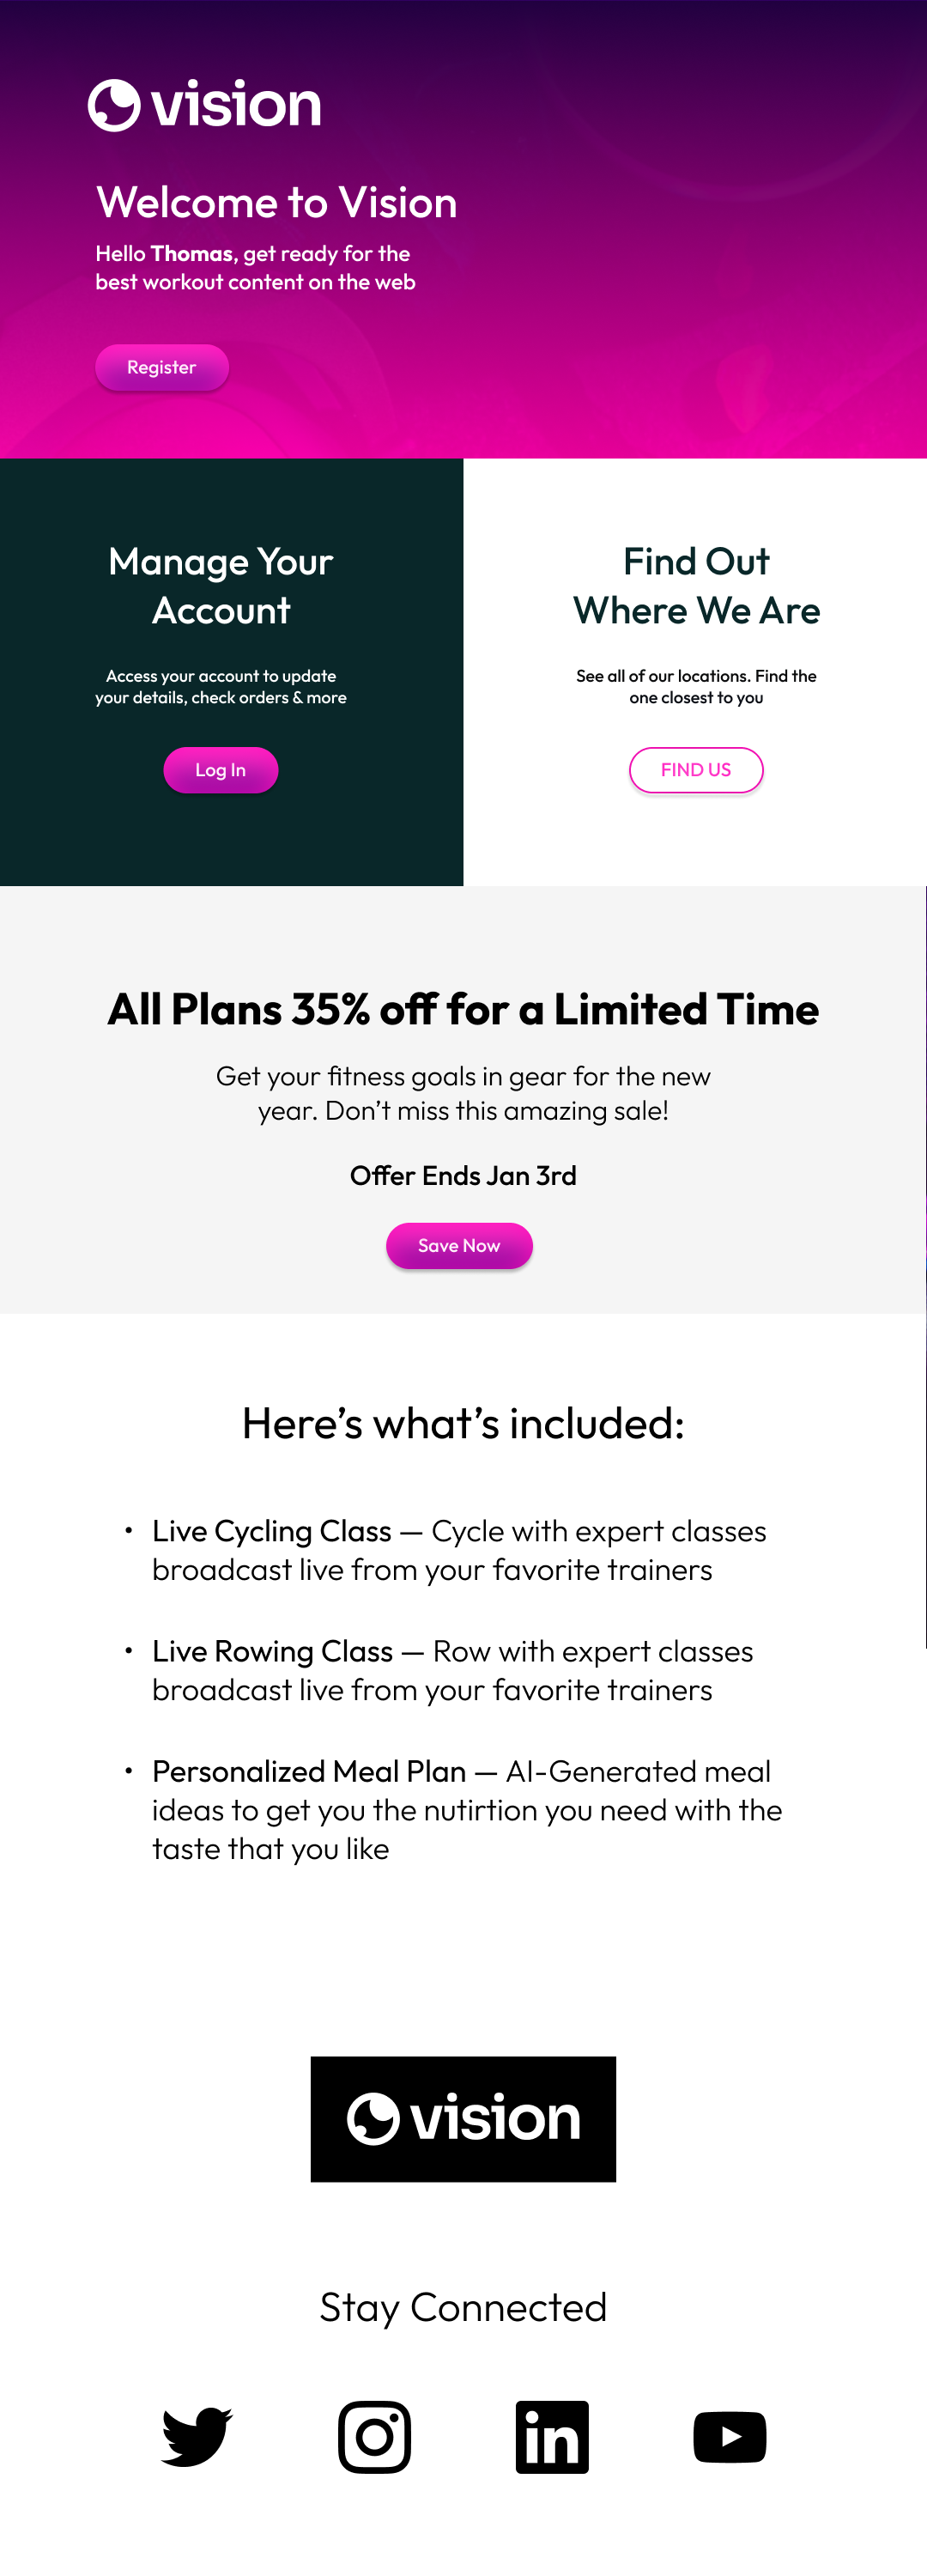 vision
Welcome to Vision
Hello Thomas, get ready for the
best workout content on the web
Register
Manage Your
Account
Access your account to update
your details, check orders & more
Log In
Find Out
Where We Are
See all of our locations. Find the
one closest to you
FIND US
All Plans 35% off for a Limited Time
Get your fitness goals in gear for the new
year. Don’t miss this amazing sale!
Offer Ends Jan 3rd
Save Now
Here’s what’s included:
• Live Cycling Class — Cycle with expert classes
broadcast live from your favorite trainers
• Live Rowing Class — Row with expert classes
broadcast live from your favorite trainers
• Personalized Meal Plan — AI-Generated meal
ideas to get you the nutirtion you need with the
taste that you like
vision
Stay Connected
in